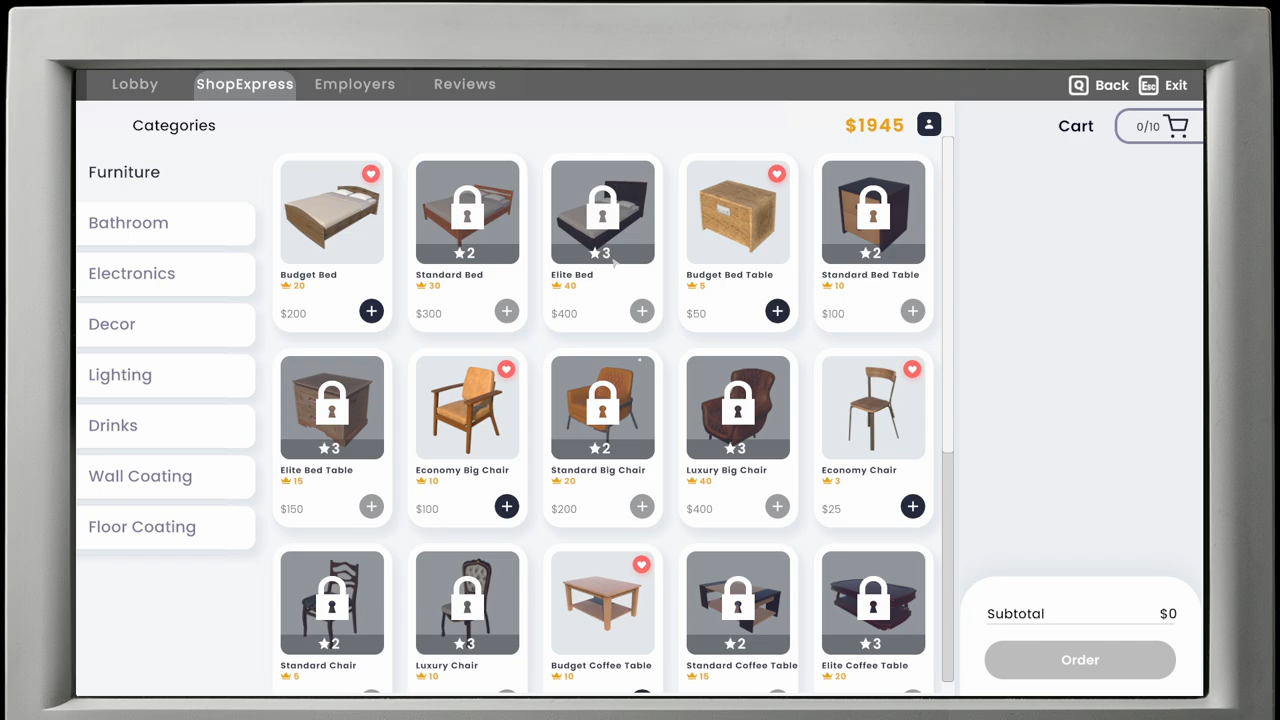 Lobby
ShopExpress
Employers
Reviews
Q Back
Esc Exit
Categories
$1945
Cart
0/10
Furniture
Bathroom
Electronics
Decor
Lighting
Drinks
Wall Coating
Floor Coating
★2
★3
★2
Budget Bed
Standard Bed
Elite Bed
Budget Bed Table
Standard Bed Table
20
30
40
5
10
$200
$300
$400
$50
$100
★3
★2
★3
Elite Bed Table
Economy Big Chair
Standard Big Chair
Luxury Big Chair
Economy Chair
15
10
20
40
3
$150
$100
$200
$400
$25
★2
★3
★2
★3
Standard Chair
Luxury Chair
Budget Coffee Table
Standard Coffee Table
Elite Coffee Table
5
10
10
15
20
Subtotal
$0
Order